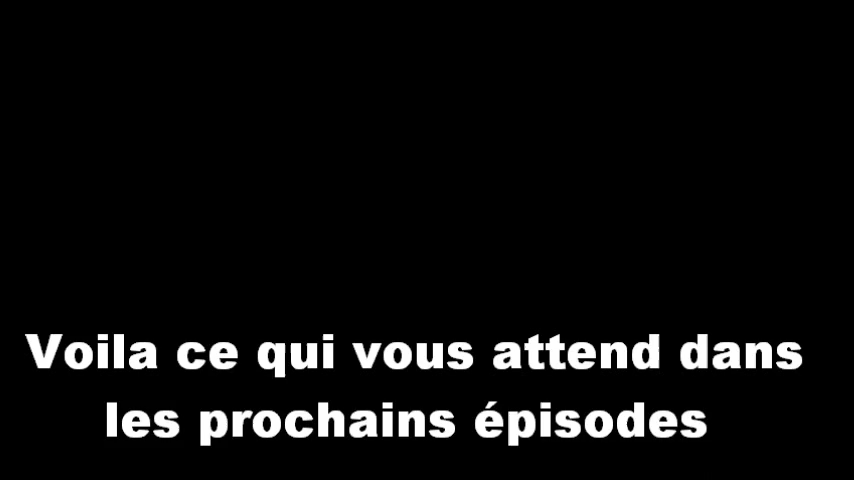 Voila ce qui vous attend dans
les prochains épisodes